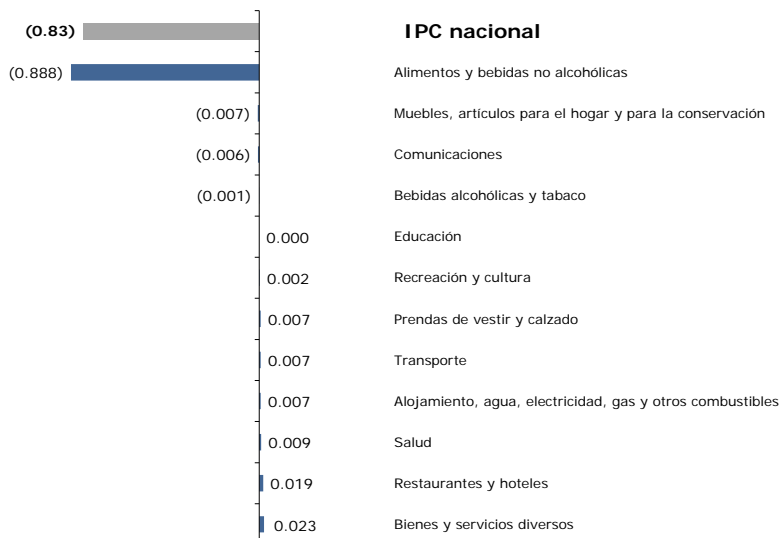 (0.83) IPC nacional
(0.888) Alimentos y bebidas no alcohólicas
(0.007) Muebles, artículos para el hogar y para la conservación
(0.006) Comunicaciones
(0.001) Bebidas alcohólicas y tabaco
0.000 Educación
0.002 Recreación y cultura
0.007 Prendas de vestir y calzado
0.007 Transporte
0.007 Alojamiento, agua, electricidad, gas y otros combustibles
0.009 Salud
0.019 Restaurantes y hoteles
0.023 Bienes y servicios diversos